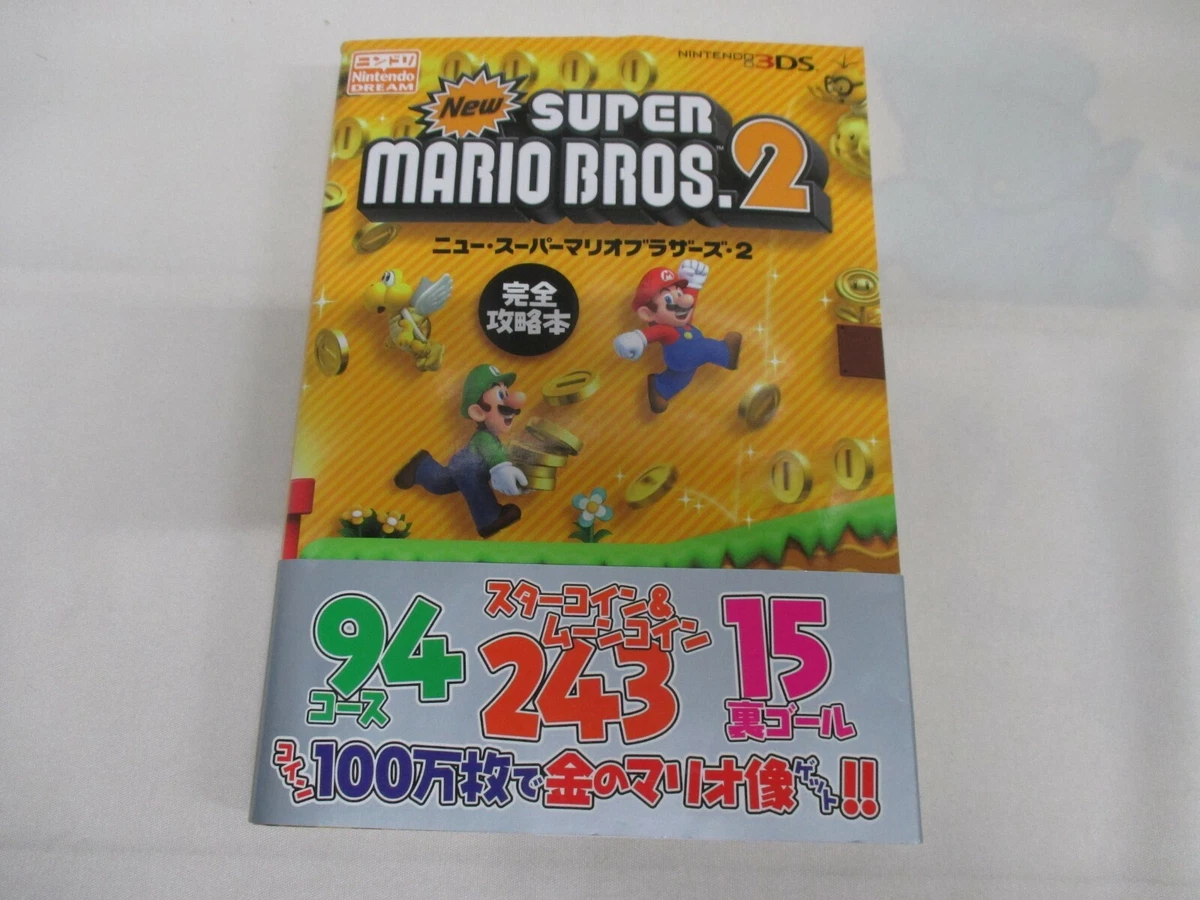 ニンドリ
Nintendo
DREAM
NINTENDO 3DS
New SUPER
MARIO BROS.2
™
ニュー・スーパーマリオブラザーズ・2
完全
攻略本
M
L
94
コース
スターコイン&
ムーンコイン
243
15
裏ゴール
コイン100万枚で金のマリオ像ゲット!!